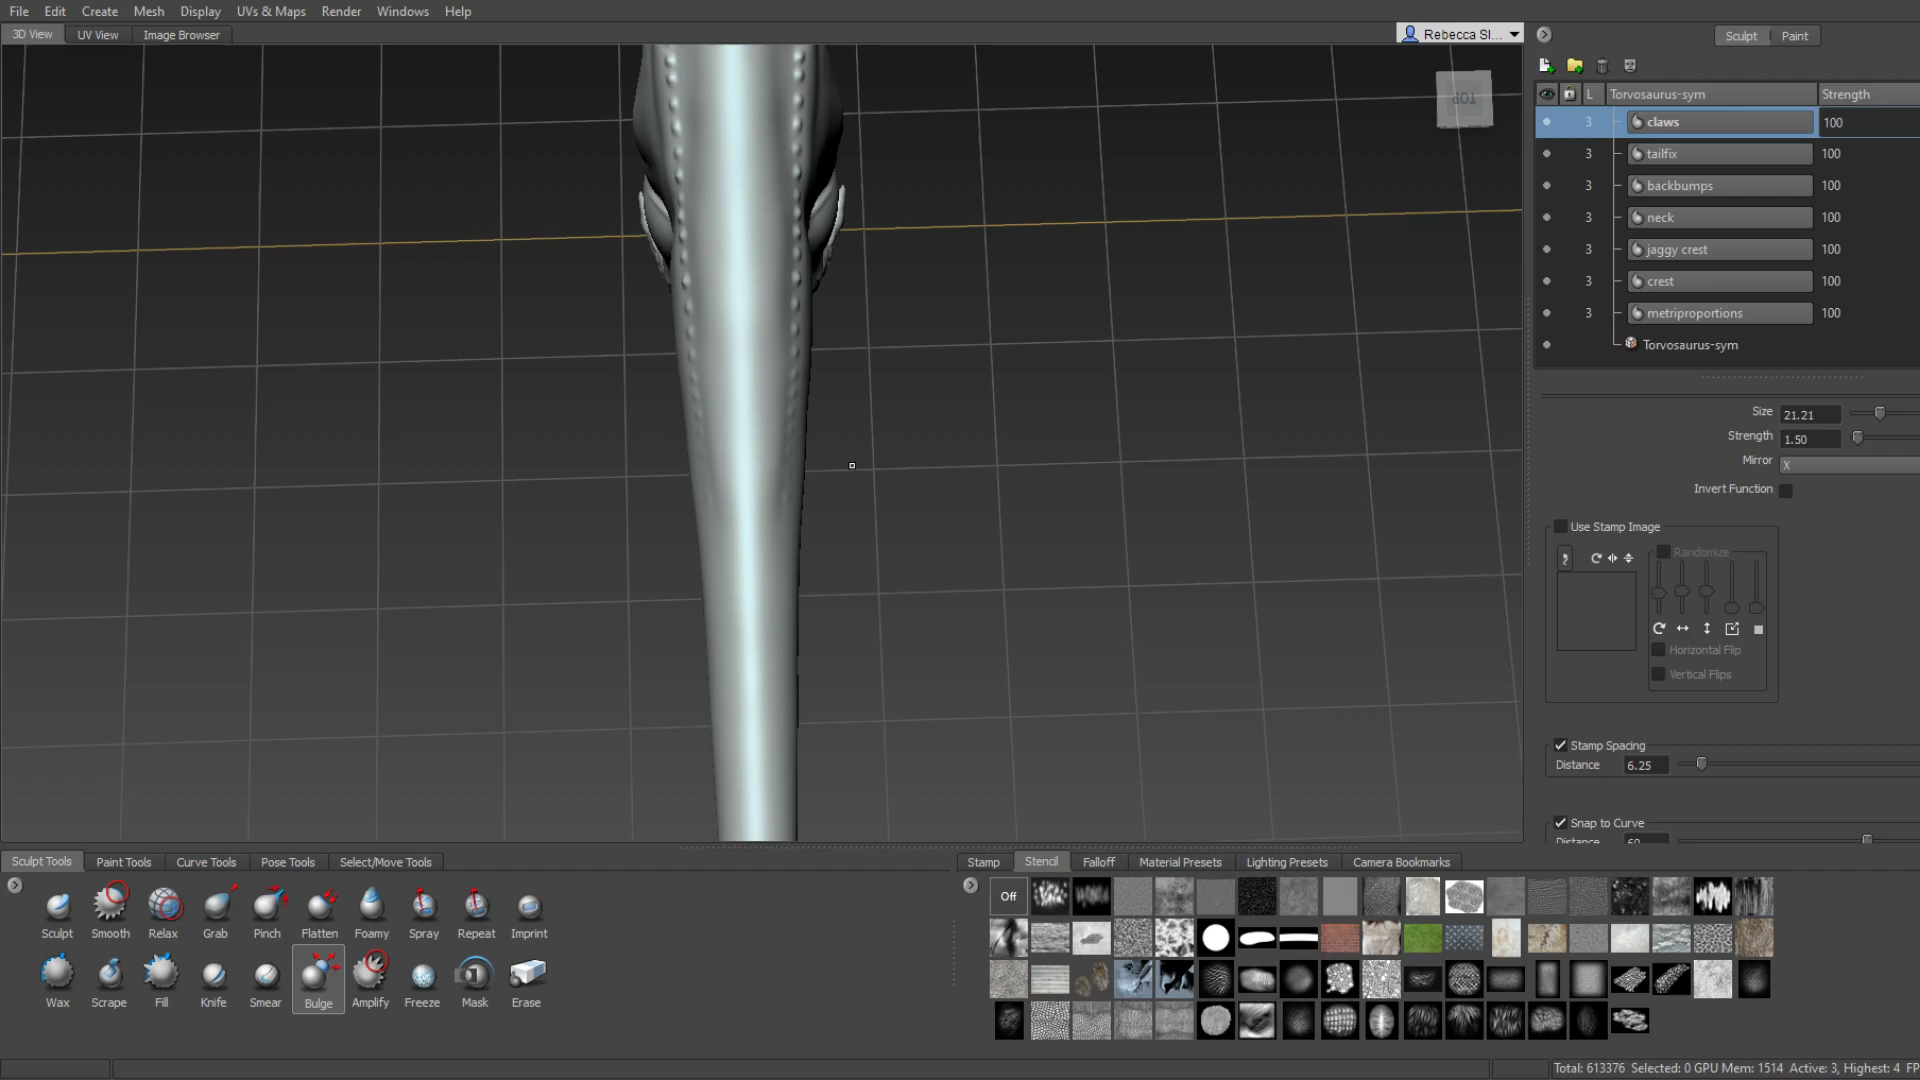 File Edit Create Mesh Display UVs & Maps Render Windows Help
3D View UV View Image Browser
Rebecca Sl...
Sculpt Paint
TOP
L Torvosaurus-sym Strength
3 claws 100
3 tailfix 100
3 backbumps 100
3 neck 100
3 jaggy crest 100
3 crest 100
3 metriproportions 100
Torvosaurus-sym
Size 21.21
Strength 1.50
Mirror X
Invert Function
Use Stamp Image
Randomize
Horizontal Flip
Vertical Flips
Stamp Spacing
Distance 6.25
Snap to Curve
Distance 60
Sculpt Tools Paint Tools Curve Tools Pose Tools Select/Move Tools
Stamp Stencil Falloff Material Presets Lighting Presets Camera Bookmarks
Off
Sculpt Smooth Relax Grab Pinch Flatten Foamy Spray Repeat Imprint
Wax Scrape Fill Knife Smear Bulge Amplify Freeze Mask Erase
Total: 613376 Selected: 0 GPU Mem: 1514 Active: 3, Highest: 4 FP